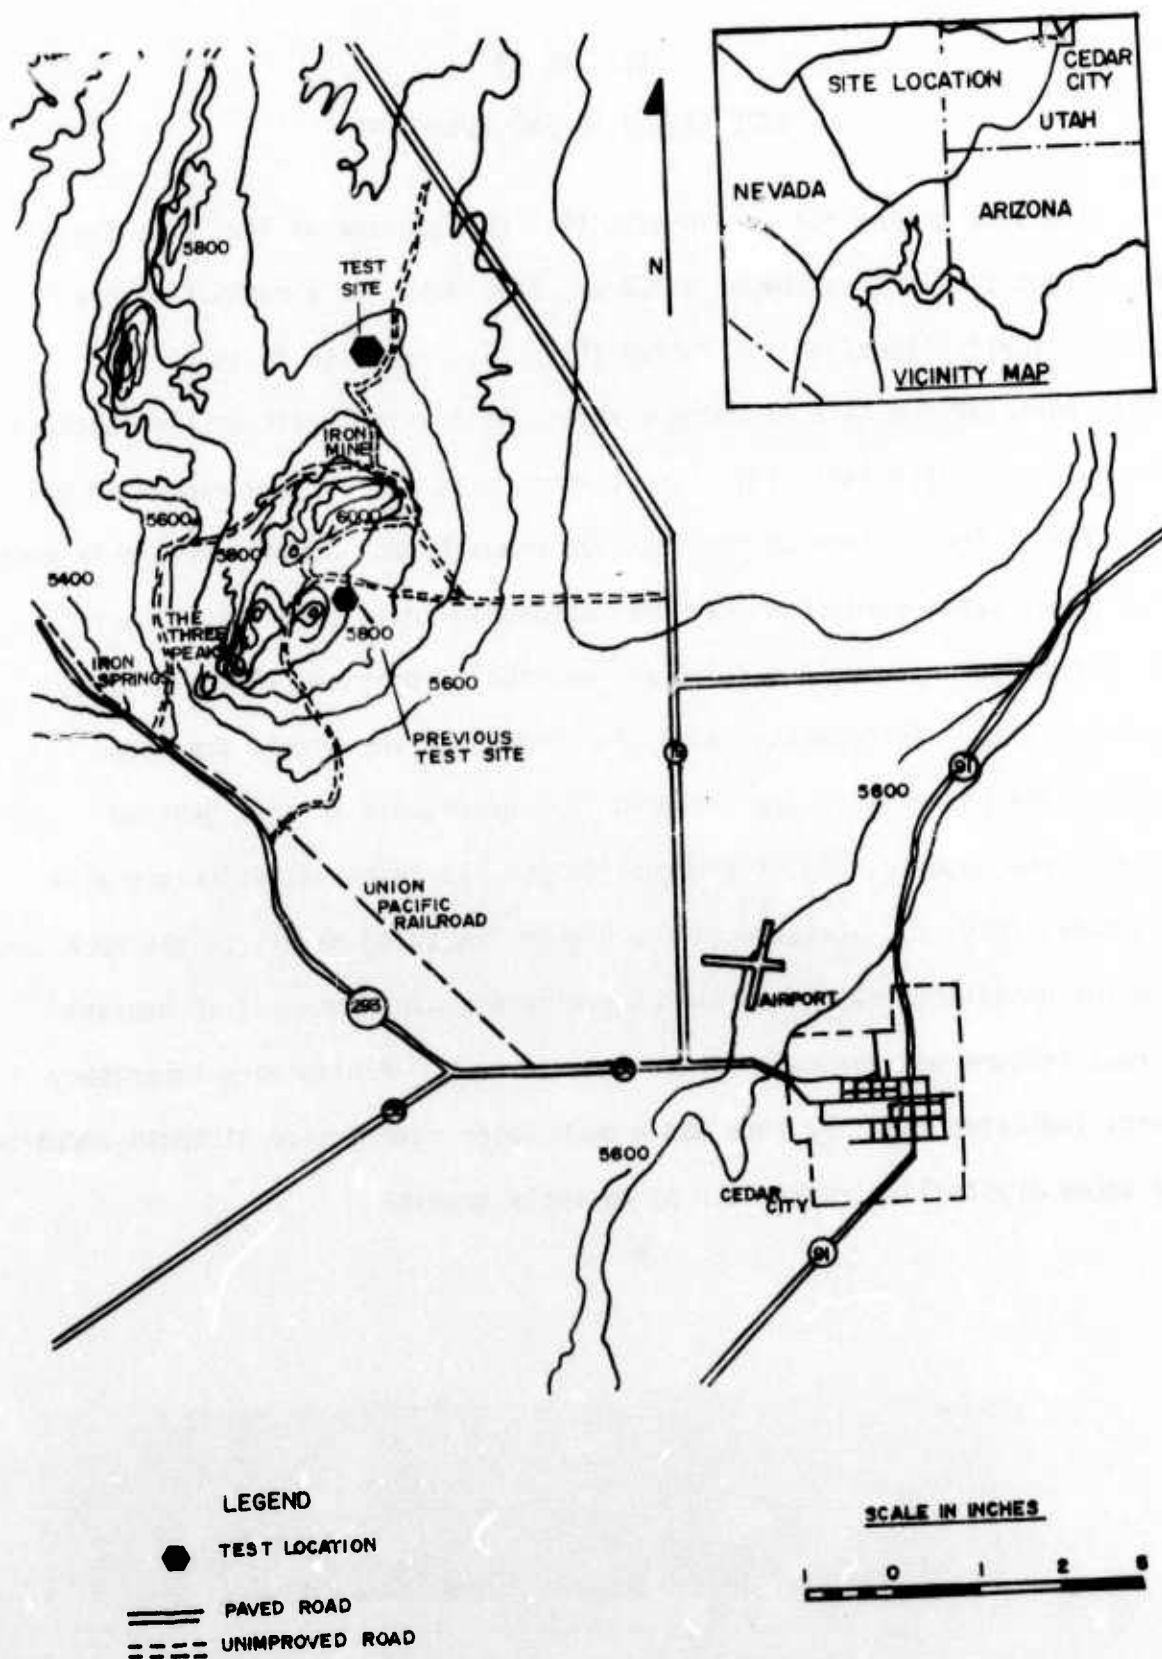 SITE LOCATION
CEDAR
CITY
UTAH
NEVADA
ARIZONA
VICINITY MAP
N
5800
TEST
SITE
IRON
MINE
6000
5600
5800
5400
THE
THREE
PEAKS
IRON
SPRINGS
5800
5600
PREVIOUS
TEST SITE
5600
91
UNION
PACIFIC
RAILROAD
293
AIRPORT
5600
CEDAR
CITY
91
LEGEND
TEST LOCATION
PAVED ROAD
UNIMPROVED ROAD
SCALE IN INCHES
1 0 1 2